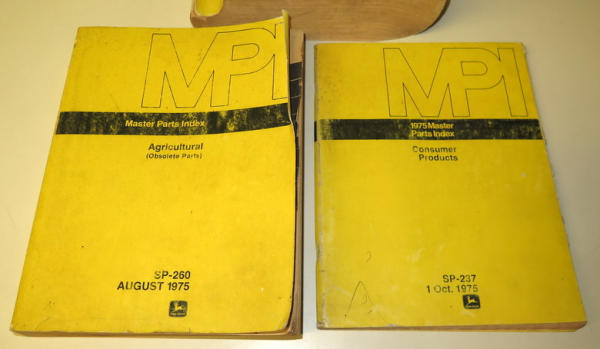 MPI
Master Parts Index
Agricultural
(Obsolete Parts)
SP-260
AUGUST 1975
MPI
1975 Master
Parts Index
Consumer
Products
SP-237
1 Oct. 1975